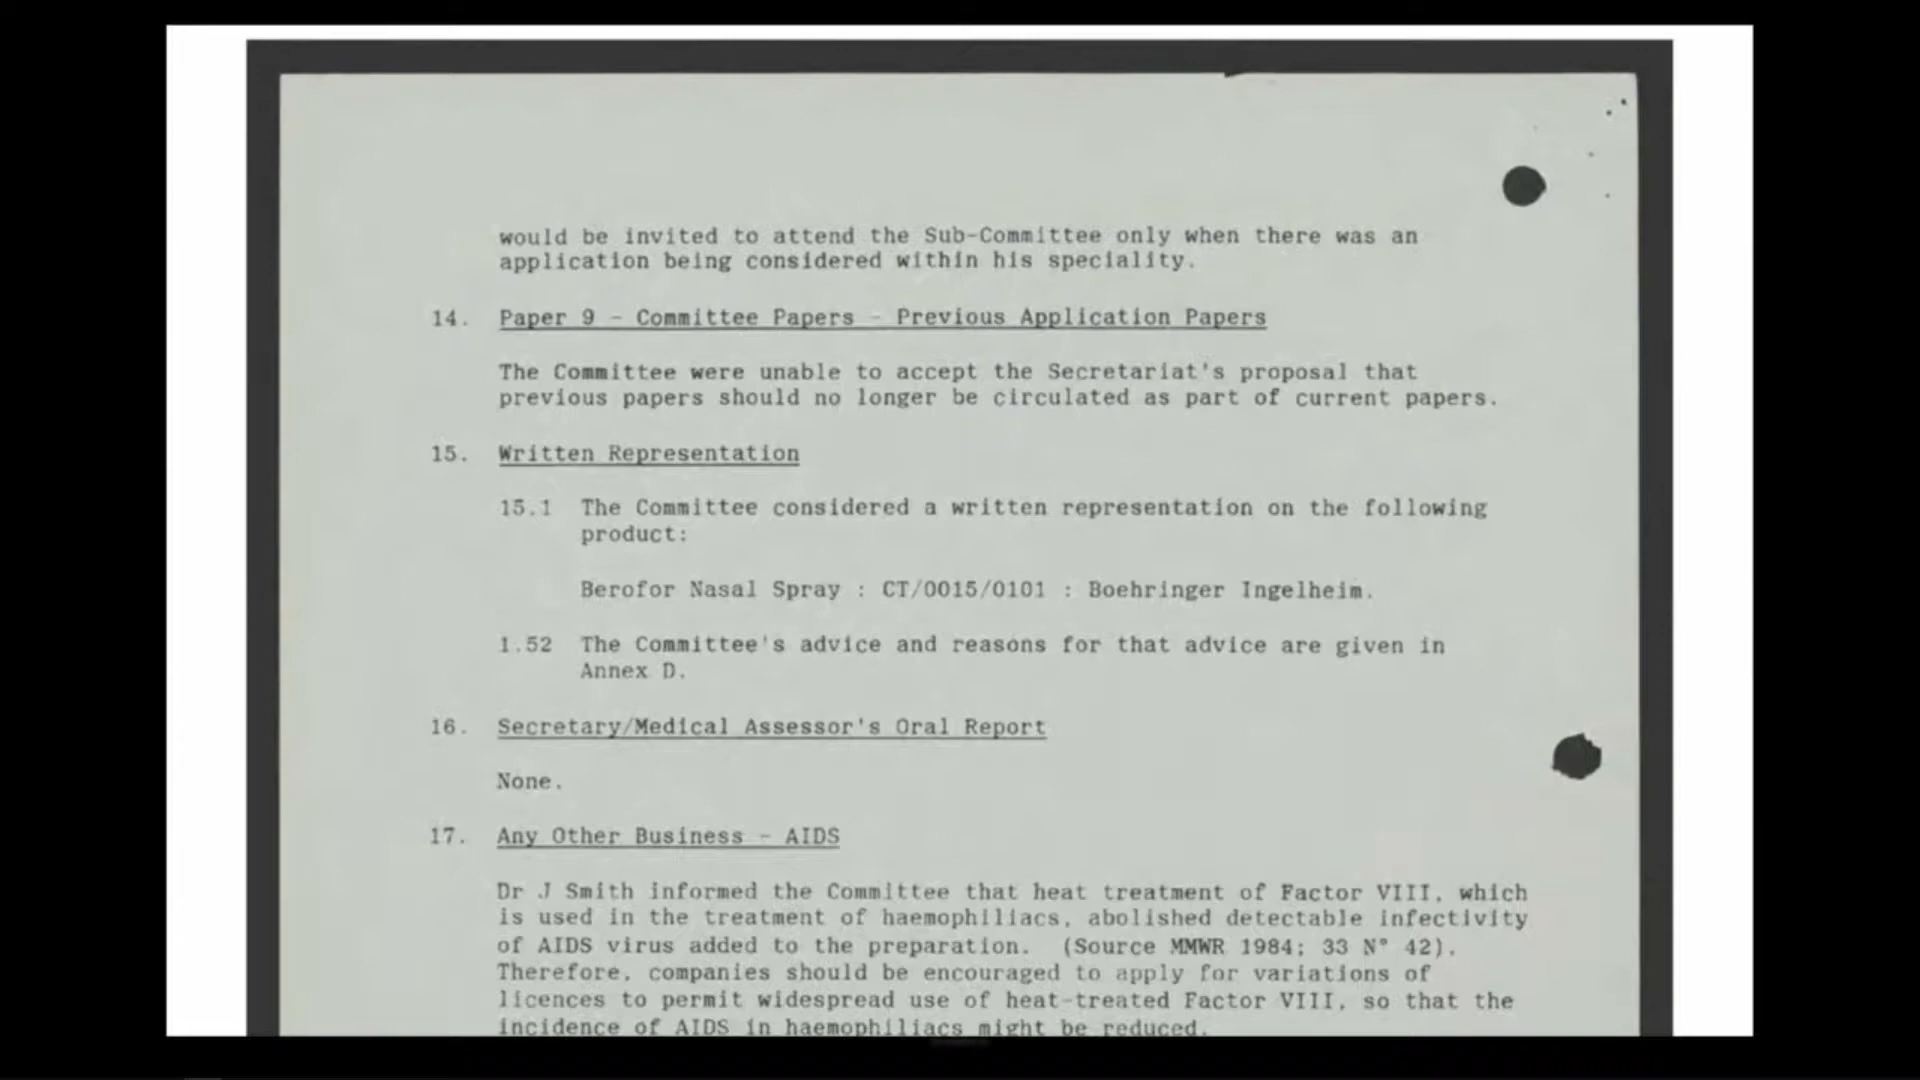 would be invited to attend the Sub-Committee only when there was an
application being considered within his speciality.
14. Paper 9 - Committee Papers - Previous Application Papers
The Committee were unable to accept the Secretariat's proposal that
previous papers should no longer be circulated as part of current papers.
15. Written Representation
15.1 The Committee considered a written representation on the following
product:
Berofor Nasal Spray : CT/0015/0101 : Boehringer Ingelheim.
1.52 The Committee's advice and reasons for that advice are given in
Annex D.
16. Secretary/Medical Assessor's Oral Report
None.
17. Any Other Business - AIDS
Dr J Smith informed the Committee that heat treatment of Factor VIII, which
is used in the treatment of haemophiliacs, abolished detectable infectivity
of AIDS virus added to the preparation. (Source MMWR 1984; 33 N° 42).
Therefore, companies should be encouraged to apply for variations of
licences to permit widespread use of heat-treated Factor VIII, so that the
incidence of AIDS in haemophiliacs might be reduced.